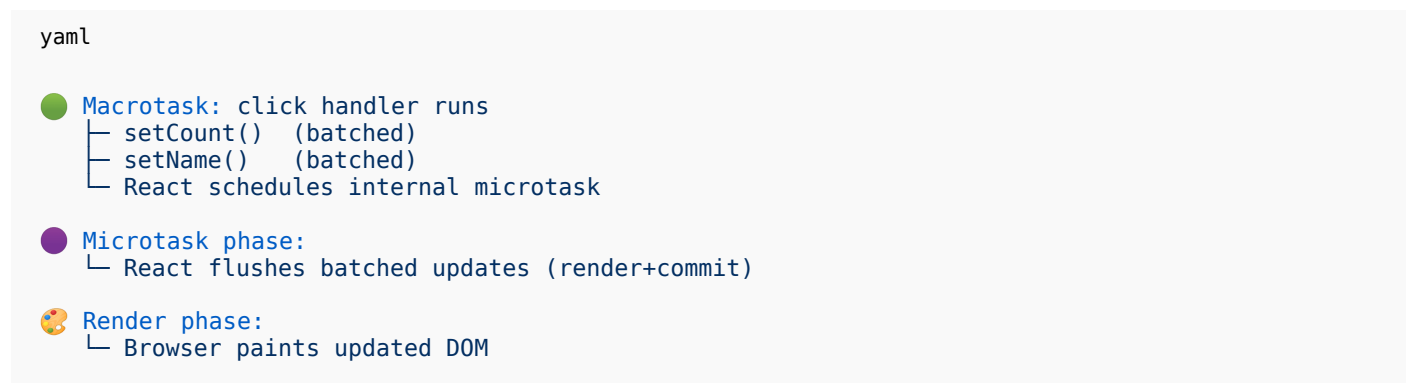 yaml
🟢 Macrotask: click handler runs
├─ setCount()  (batched)
├─ setName()   (batched)
└─ React schedules internal microtask
🟣 Microtask phase:
└─ React flushes batched updates (render+commit)
🎨 Render phase:
└─ Browser paints updated DOM